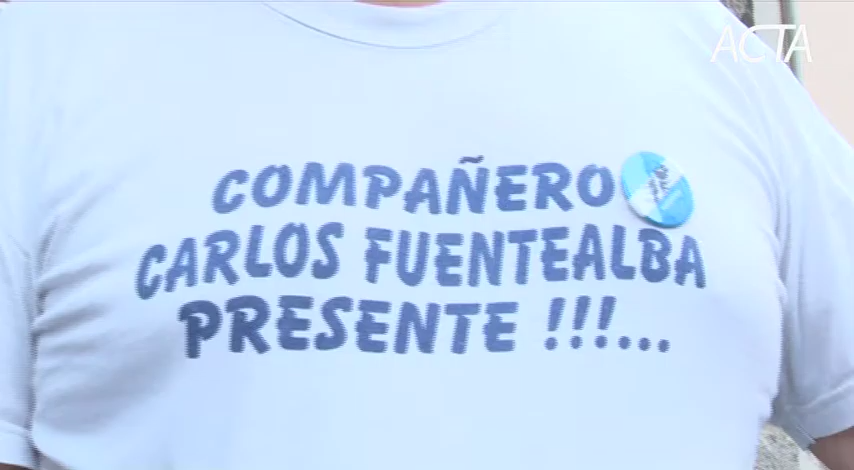 ACTA
COMPAÑERO
CARLOS FUENTEALBA
PRESENTE !!!...